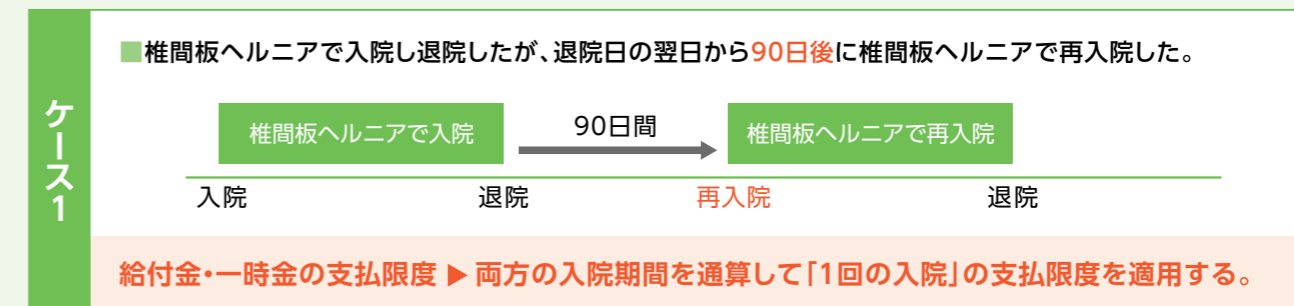 ケース1
■椎間板ヘルニアで入院し退院したが、退院日の翌日から90日後に椎間板ヘルニアで再入院した。
椎間板ヘルニアで入院
90日間
椎間板ヘルニアで再入院
入院
退院
再入院
退院
給付金・一時金の支払限度 ▶ 両方の入院期間を通算して「1回の入院」の支払限度を適用する。